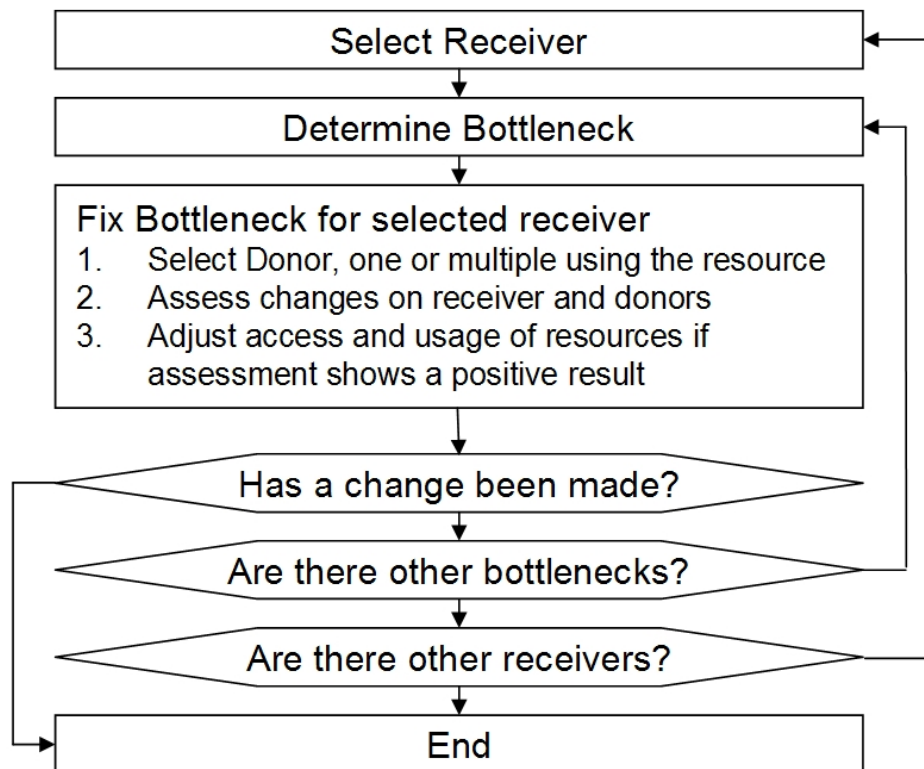 Select Receiver
Determine Bottleneck
Fix Bottleneck for selected receiver
1. Select Donor, one or multiple using the resource
2. Assess changes on receiver and donors
3. Adjust access and usage of resources if
assessment shows a positive result
Has a change been made?
Are there other bottlenecks?
Are there other receivers?
End